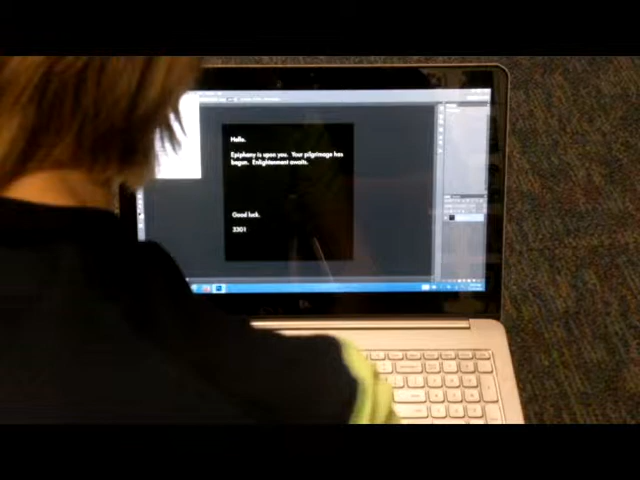 Hello.
Epiphany is upon you. Your pilgrimage has
begun. Enlightenment awaits.
Good luck.
3301